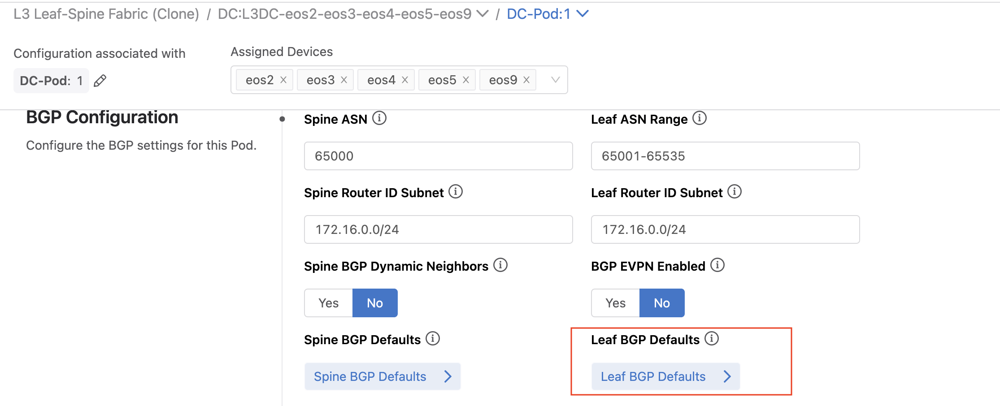 L3 Leaf-Spine Fabric (Clone) / DC:L3DC-eos2-eos3-eos4-eos5-eos9 / DC-Pod:1
Configuration associated with
DC-Pod: 1
Assigned Devices
eos2 eos3 eos4 eos5 eos9
BGP Configuration
Configure the BGP settings for this Pod.
Spine ASN
Leaf ASN Range
65000
65001-65535
Spine Router ID Subnet
Leaf Router ID Subnet
172.16.0.0/24
172.16.0.0/24
Spine BGP Dynamic Neighbors
BGP EVPN Enabled
Yes No
Yes No
Spine BGP Defaults
Leaf BGP Defaults
Spine BGP Defaults
Leaf BGP Defaults